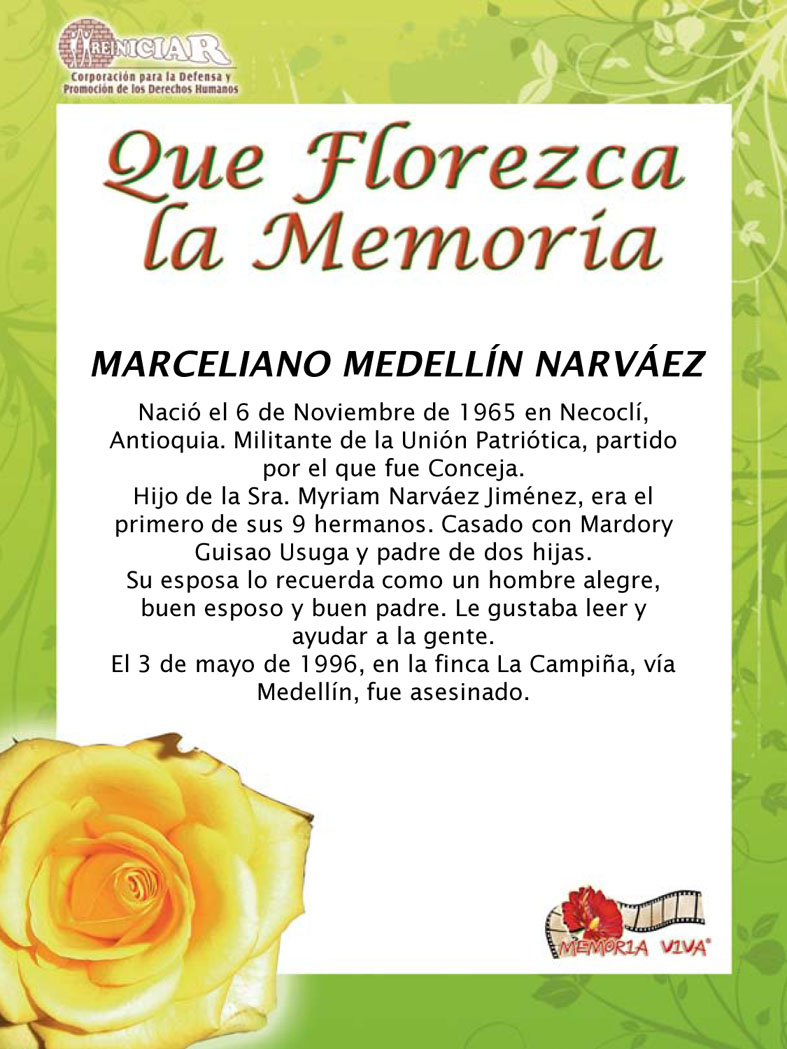 REINICIAR
Corporación para la Defensa y
Promoción de los Derechos Humanos
Que Florezca
la Memoria
MARCELIANO MEDELLÍN NARVÁEZ
Nació el 6 de Noviembre de 1965 en Necoclí,
Antioquia. Militante de la Unión Patriótica, partido
por el que fue Conceja.
Hijo de la Sra. Myriam Narváez Jiménez, era el
primero de sus 9 hermanos. Casado con Mardory
Guisao Usuga y padre de dos hijas.
Su esposa lo recuerda como un hombre alegre,
buen esposo y buen padre. Le gustaba leer y
ayudar a la gente.
El 3 de mayo de 1996, en la finca La Campiña, vía
Medellín, fue asesinado.
MEMORIA VIVA®